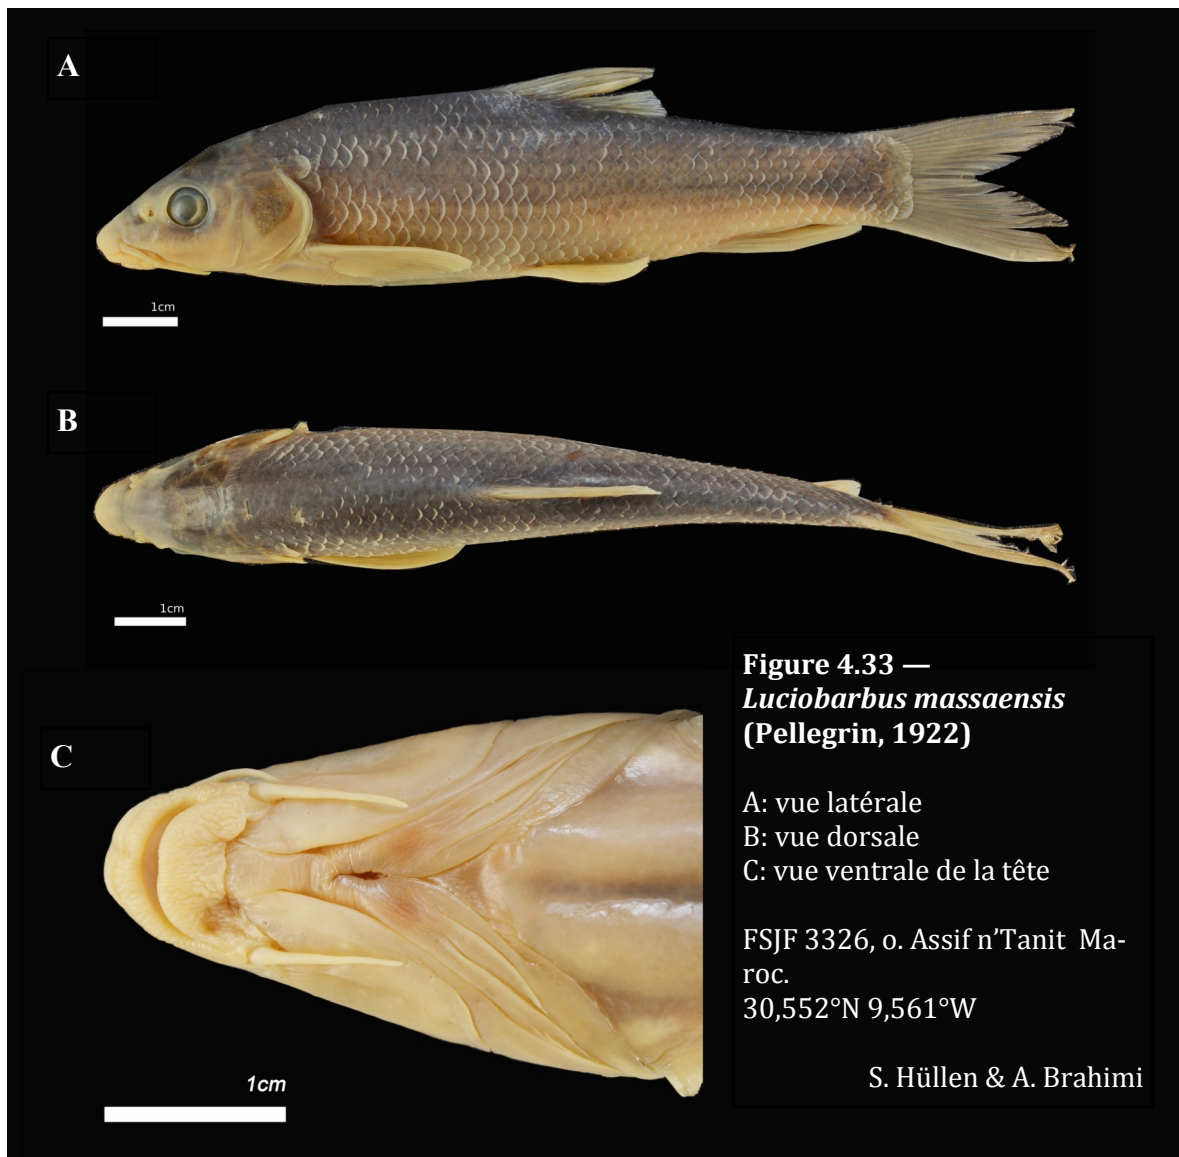 A
1cm
B
1cm
C
1cm
Figure 4.33 —
Luciobarbus massaensis
(Pellegrin, 1922)
A: vue latérale
B: vue dorsale
C: vue ventrale de la tête
FSJF 3326, o. Assif n’Tanit Ma-
roc.
30,552°N 9,561°W
S. Hüllen & A. Brahimi